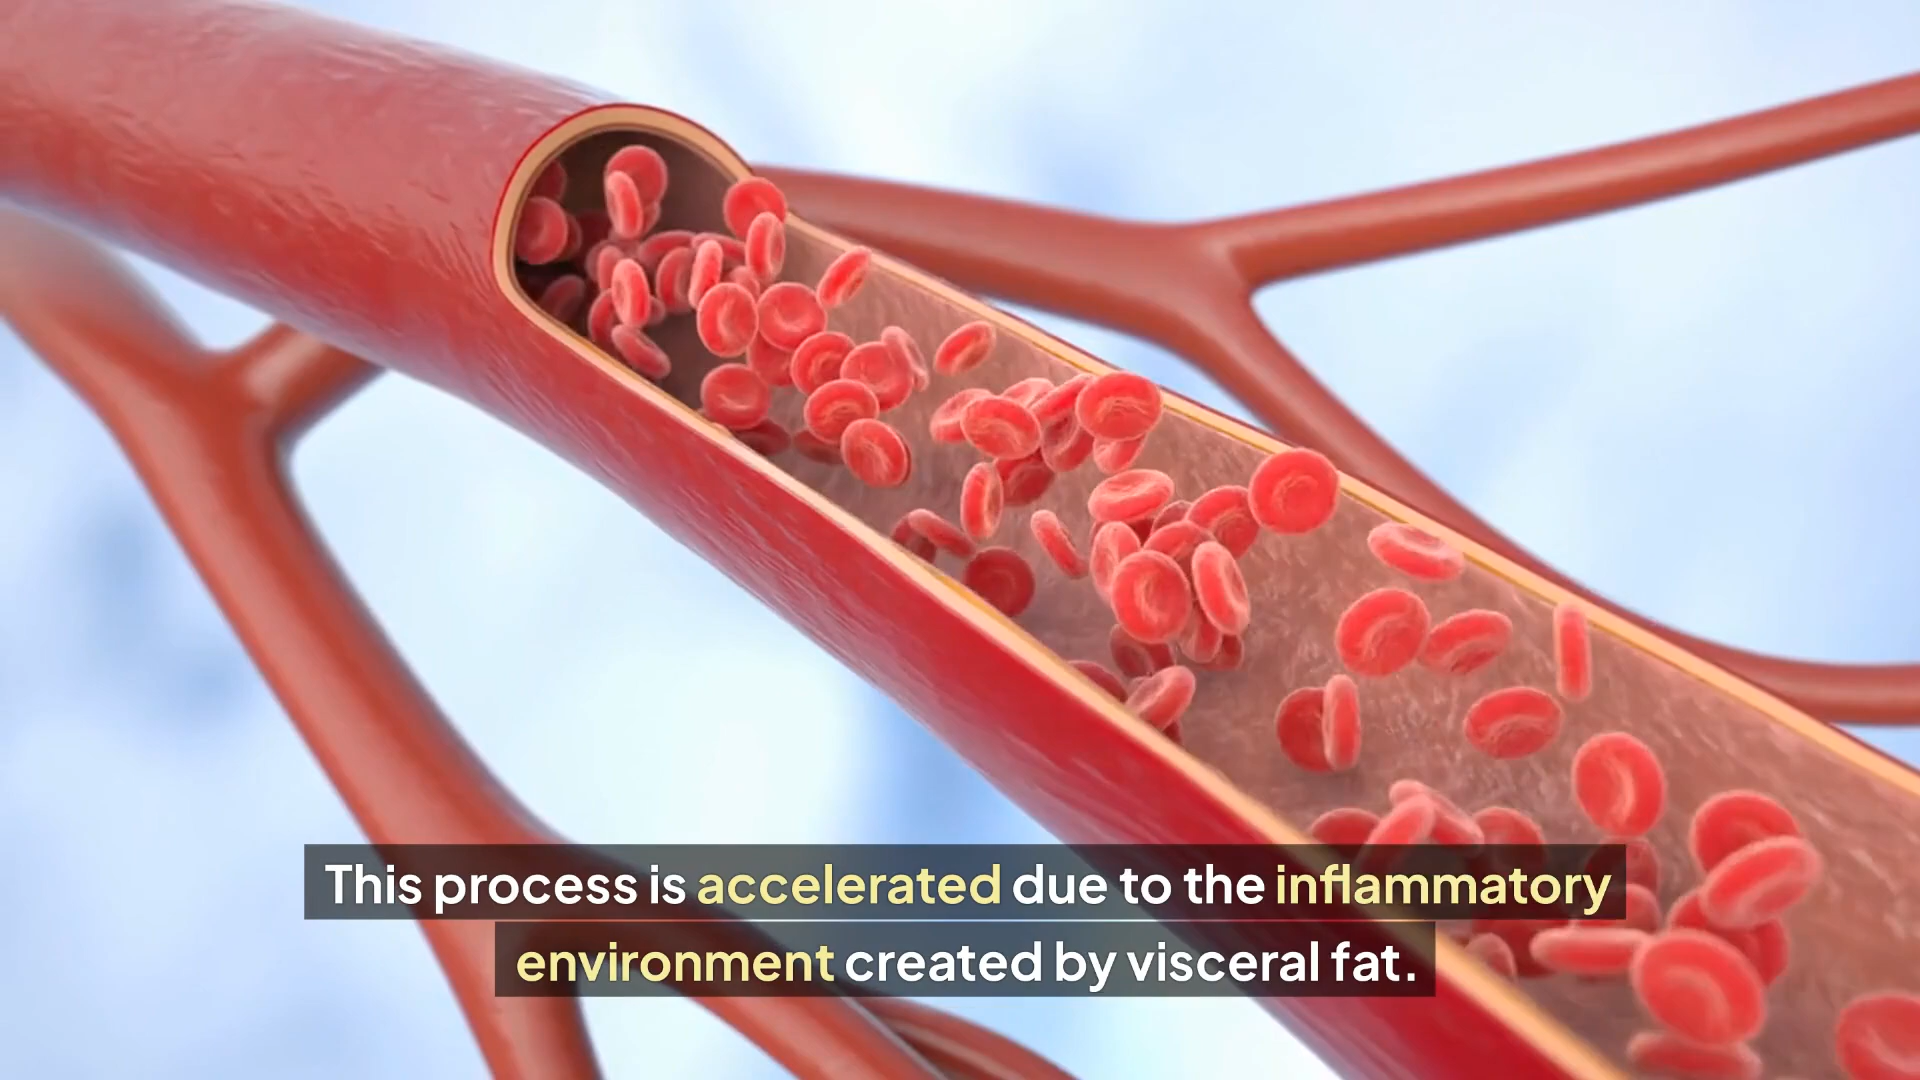 This process is accelerated due to the inflammatory
environment created by visceral fat.